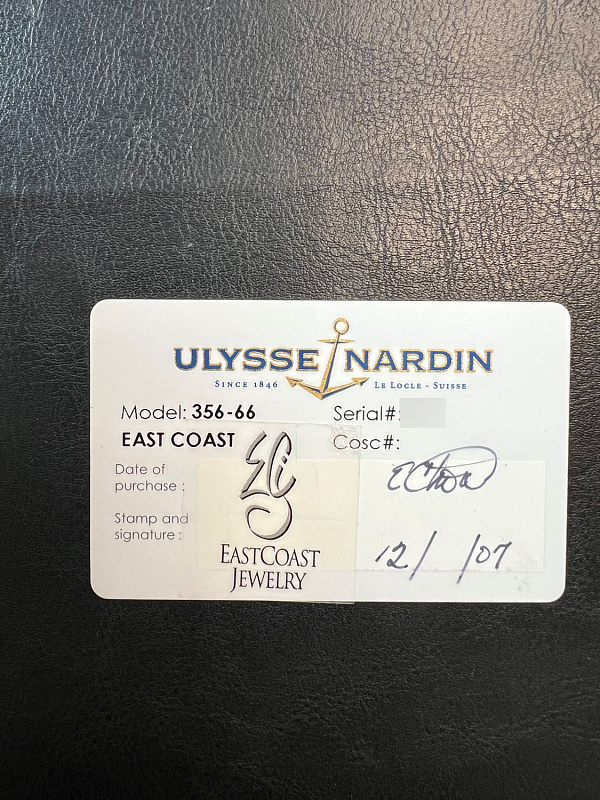 ULYSSE NARDIN
SINCE 1846 LE LOCLE - SUISSE
Model: 356-66 Serial#:
EAST COAST Cosc#:
Date of
purchase :
Stamp and
signature :
EASTCOAST
JEWELRY
12/ /07